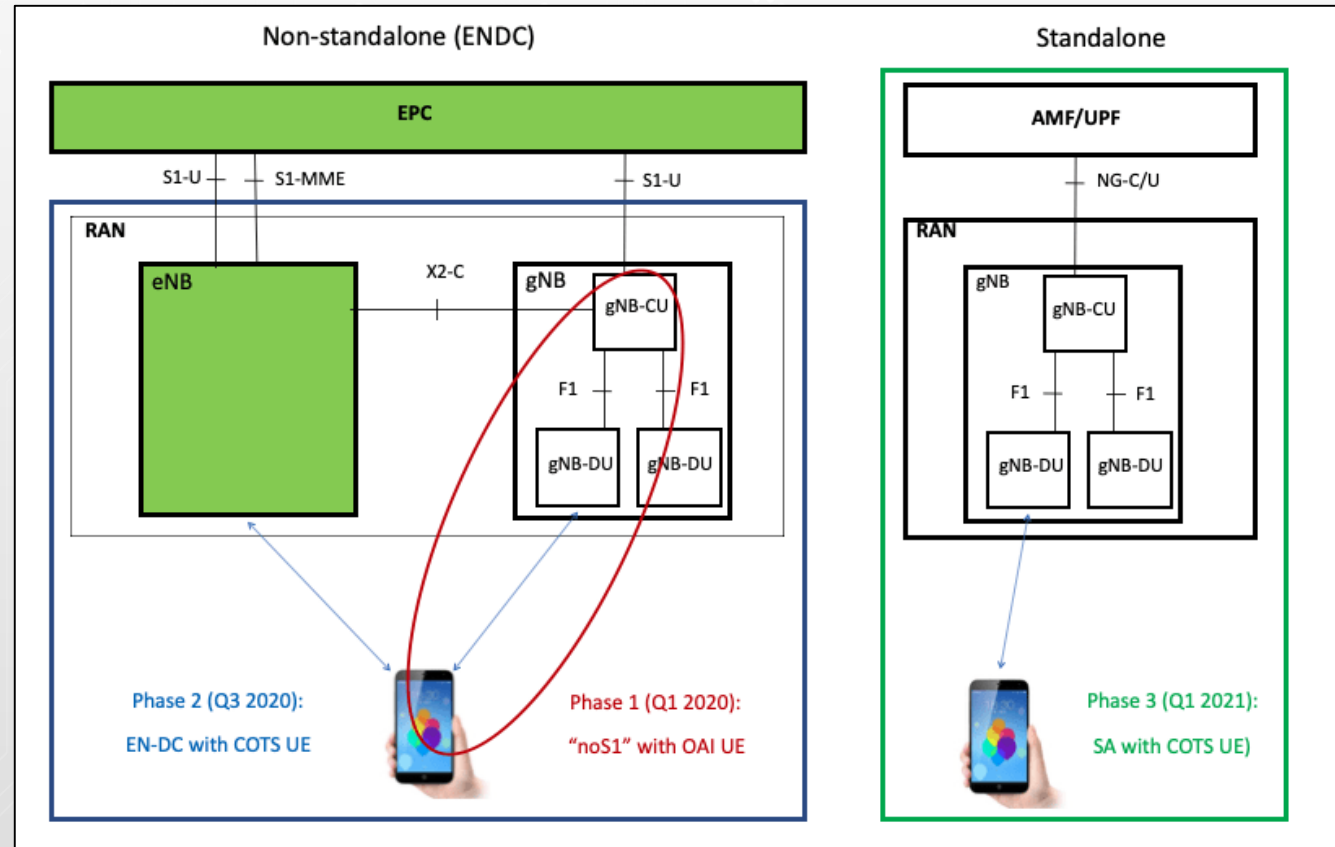 Non-standalone (ENDC)
Standalone
EPC
AMF/UPF
S1-U
S1-MME
S1-U
NG-C/U
RAN
RAN
eNB
X2-C
gNB
gNB-CU
gNB
gNB-CU
F1
F1
F1
F1
gNB-DU
gNB-DU
gNB-DU
gNB-DU
Phase 2 (Q3 2020):
EN-DC with COTS UE
Phase 1 (Q1 2020):
“noS1” with OAI UE
Phase 3 (Q1 2021):
SA with COTS UE)